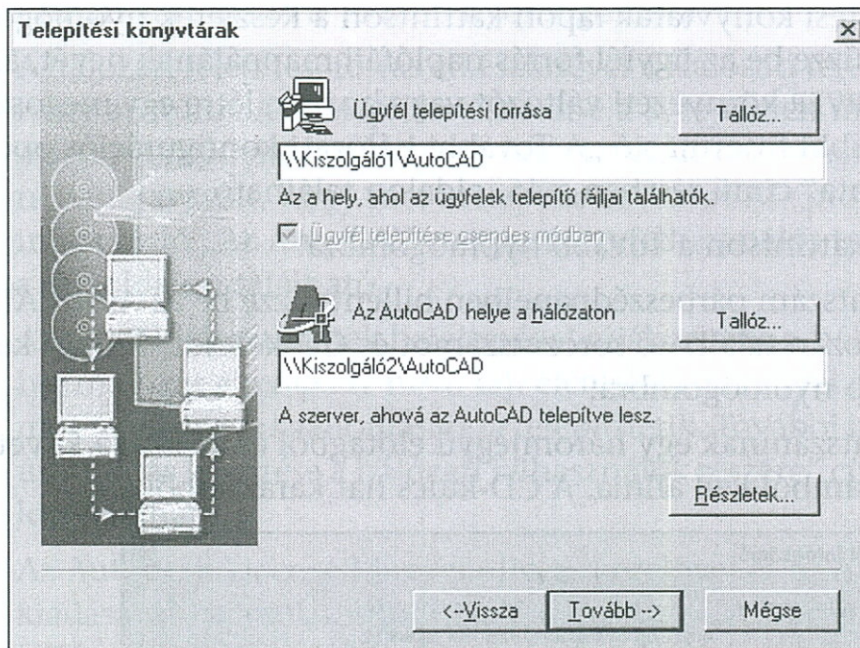 Telepítési könyvtárak
Ügyfél telepítési forrása
Tallóz...
\\Kiszolgáló1\AutoCAD
Az a hely, ahol az ügyfelek telepítő fájljai találhatók.
Ügyfél telepítése csendes módban
Az AutoCAD helye a hálózaton
Tallóz...
\\Kiszolgáló2\AutoCAD
A szerver, ahová az AutoCAD telepítve lesz.
Részletek...
<--Vissza
Tovább -->
Mégse